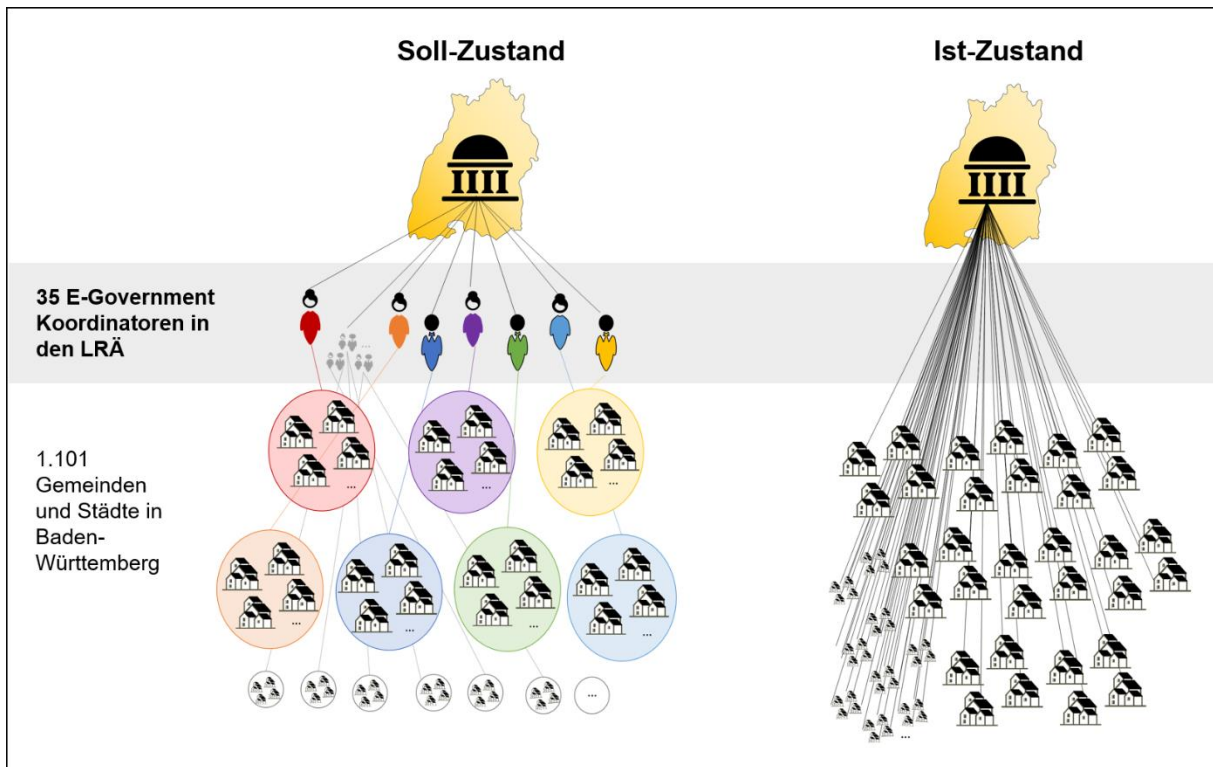 Soll-Zustand
Ist-Zustand
35 E-Government
Koordinatoren in
den LRÄ
...
1.101
Gemeinden
und Städte in
Baden-
Württemberg
...
...
...
...
...
...
...
...
...